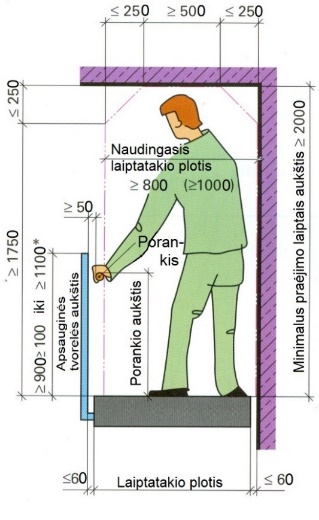 ≤ 250 ≥ 500 ≤ 250
≤ 250
Naudingasis
laiptatakio plotis
≥ 800 (≥1000)
≥ 50
Poran-
kis
≥ 1750
≥900≥100 iki ≥1100*
Apsauginės
tvorelės aukštis
Porankio aukštis
Minimalus praėjimo laiptais aukštis ≥ 2000
≤60 Laiptatakio plotis ≤ 60